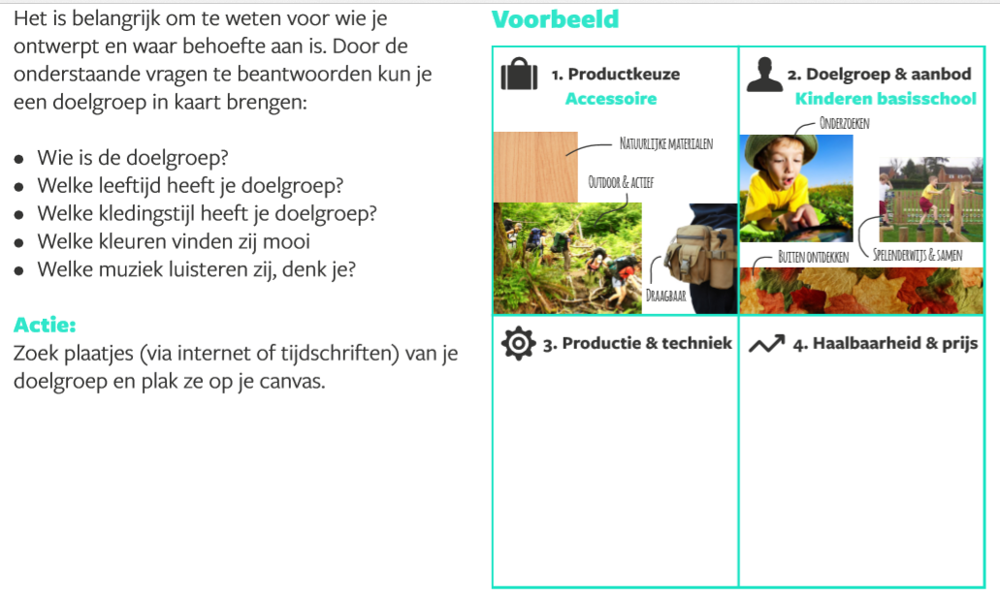 Het is belangrijk om te weten voor wie je
ontwerpt en waar behoefte aan is. Door de
onderstaande vragen te beantwoorden kun je
een doelgroep in kaart brengen:
• Wie is de doelgroep?
• Welke leeftijd heeft je doelgroep?
• Welke kledingstijl heeft je doelgroep?
• Welke kleuren vinden zij mooi
• Welke muziek luisteren zij, denk je?
Actie:
Zoek plaatjes (via internet of tijdschriften) van je
doelgroep en plak ze op je canvas.
Voorbeeld
1. Productkeuze
Accessoire
Natuurlijke materialen
Outdoor & actief
Draagbaar
2. Doelgroep & aanbod
Kinderen basisschool
Onderzoeken
Buiten ontdekken
Spelenderwijs & samen
3. Productie & techniek
4. Haalbaarheid & prijs